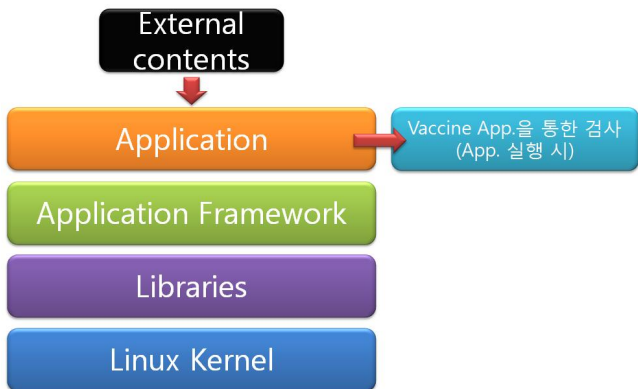 External
contents
Application
Vaccine App.을 통한 검사
(App. 실행 시)
Application Framework
Libraries
Linux Kernel